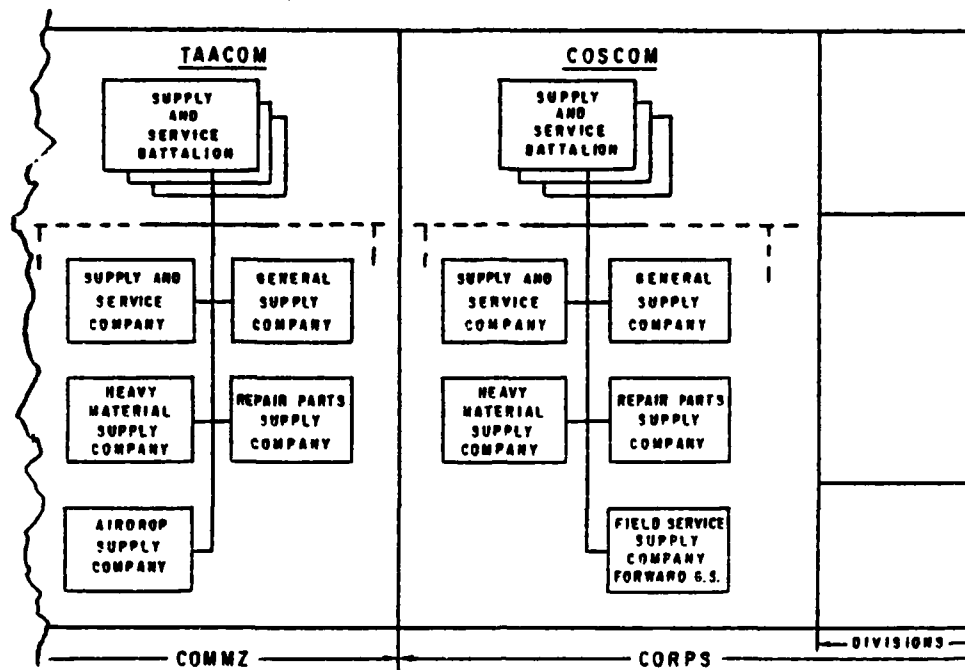 TAACOM
SUPPLY
AND
SERVICE
BATTALION
SUPPLY AND
SERVICE
COMPANY
GENERAL
SUPPLY
COMPANY
HEAVY
MATERIAL
SUPPLY
COMPANY
REPAIR PARTS
SUPPLY
COMPANY
AIRDROP
SUPPLY
COMPANY
COSCOM
SUPPLY
AND
SERVICE
BATTALION
SUPPLY AND
SERVICE
COMPANY
GENERAL
SUPPLY
COMPANY
HEAVY
MATERIAL
SUPPLY
COMPANY
REPAIR PARTS
SUPPLY
COMPANY
FIELD SERVICE
SUPPLY
COMPANY
FORWARD G.S.
DIVISIONS
COMMZ
CORPS